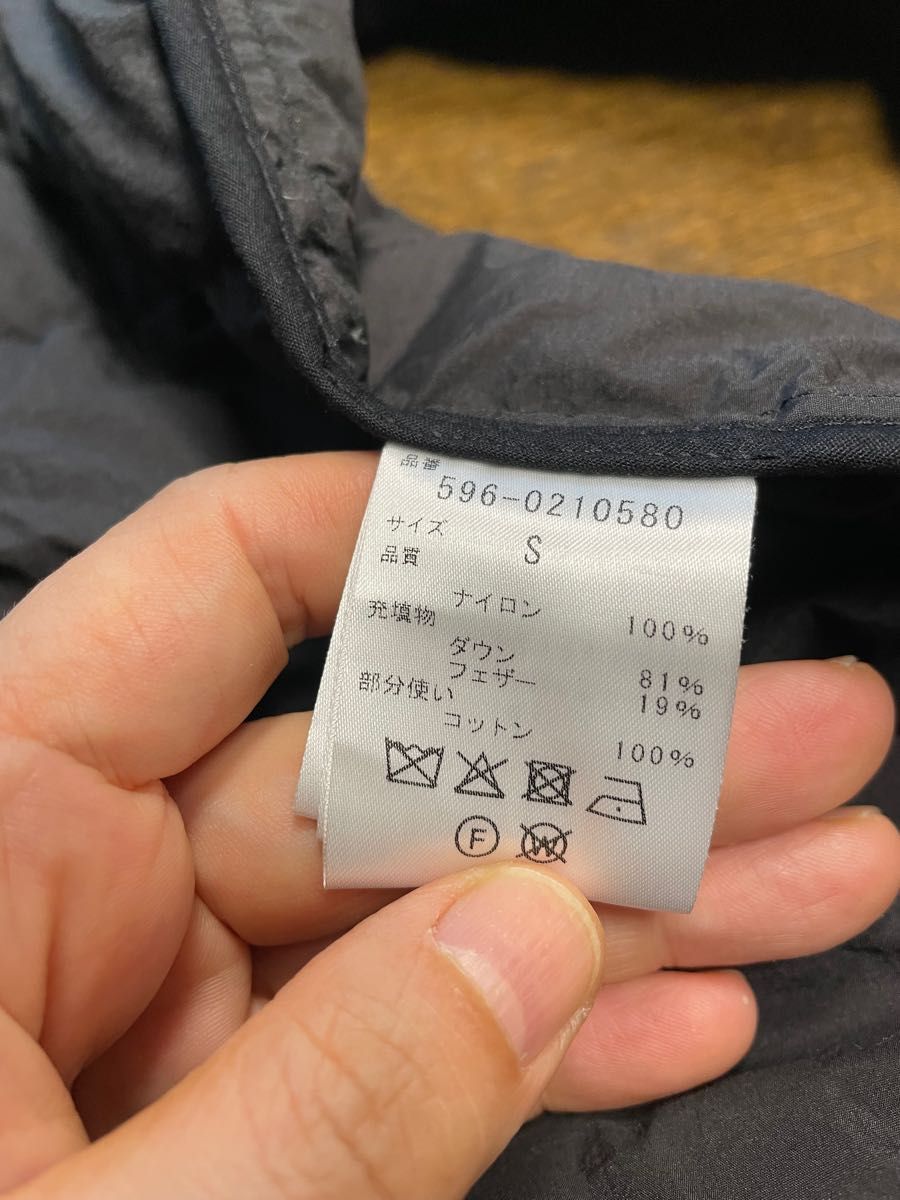 品番
596-0210580
サイズ S
品質
ナイロン 100%
充填物
ダウン 81%
フェザー 19%
部分使い
コットン 100%
F W